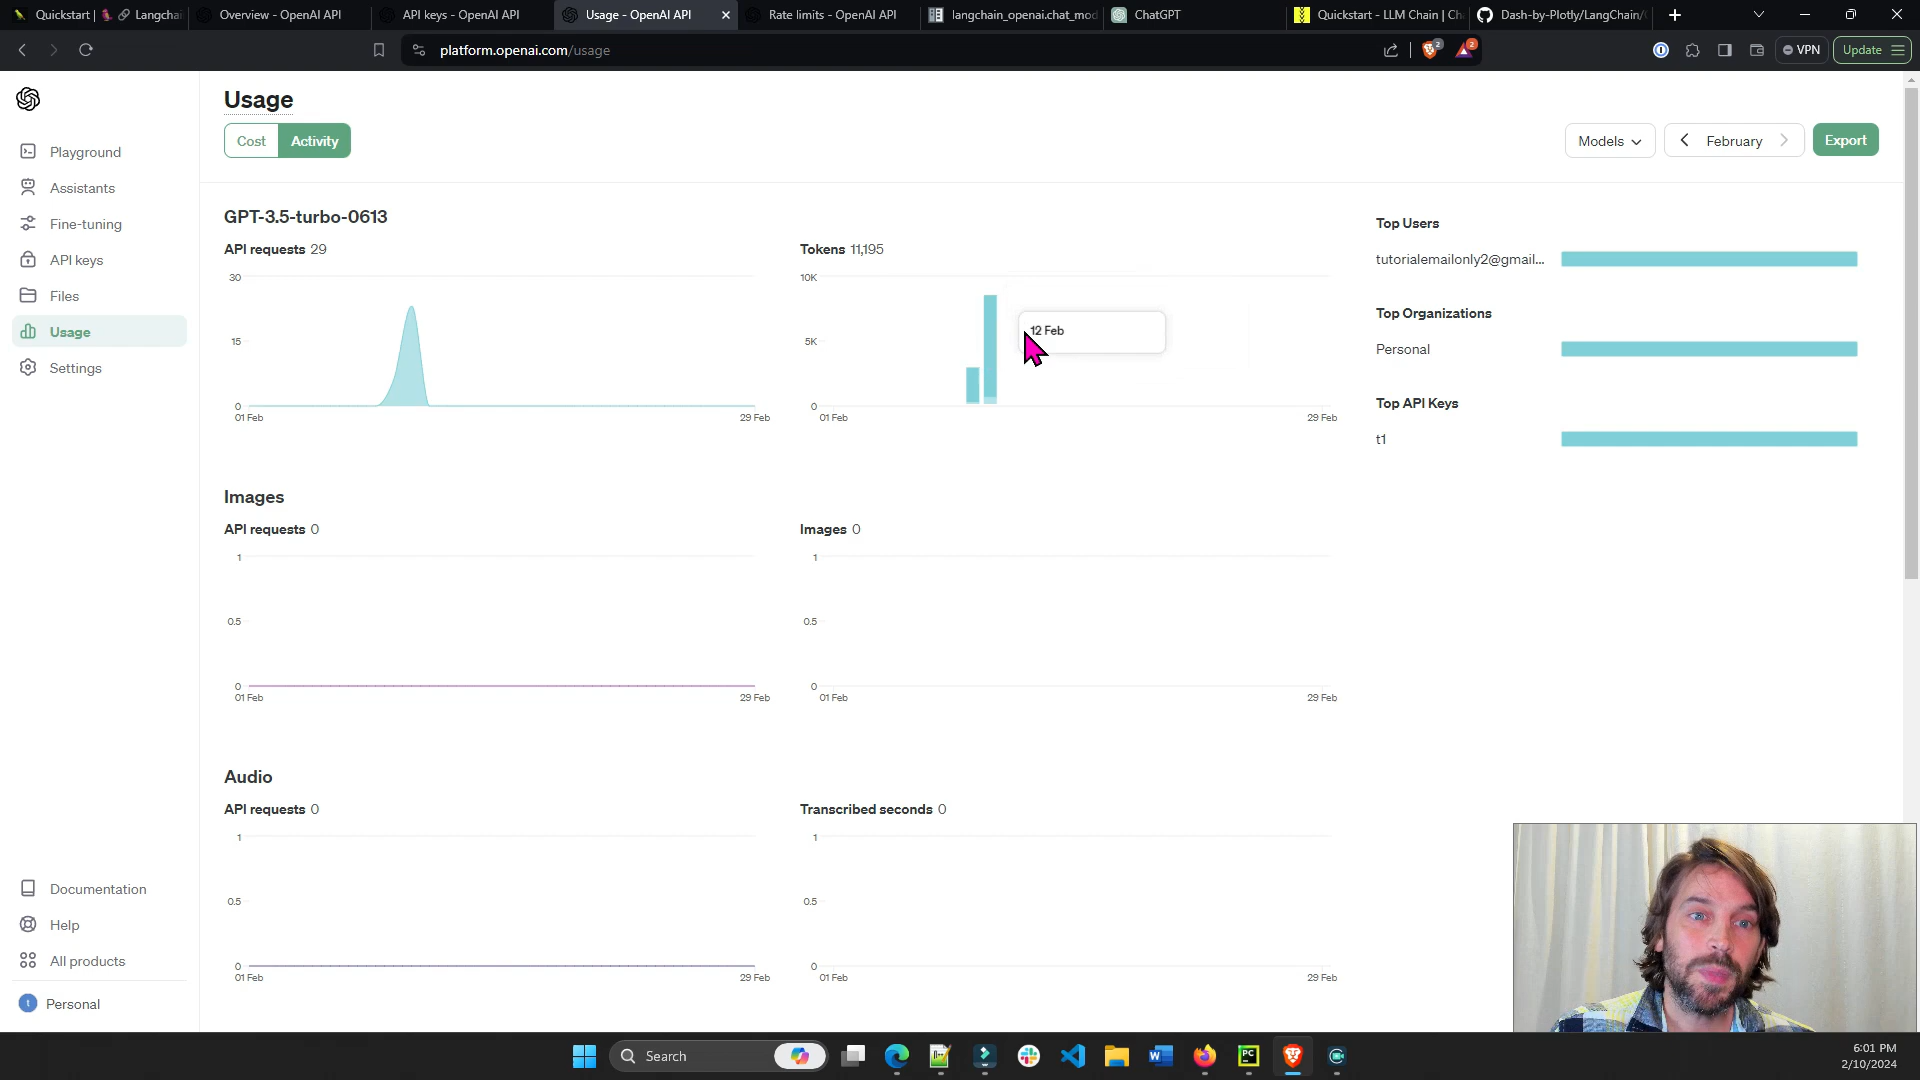 Quickstart | 🦜🔗 Langchai
Overview - OpenAI API
API keys - OpenAI API
Usage - OpenAI API
Rate limits - OpenAI API
langchain_openai.chat_mod
ChatGPT
Quickstart - LLM Chain | Ch
Dash-by-Plotly/LangChain/
platform.openai.com/usage
2
2
VPN
Update
Usage
Cost
Activity
Models
February
Export
Playground
Assistants
Fine-tuning
API keys
Files
Usage
Settings
GPT-3.5-turbo-0613
API requests 29
30
15
0
01 Feb
29 Feb
Tokens 11,195
10K
5K
0
01 Feb
29 Feb
12 Feb
Top Users
tutorialemailonly2@gmail...
Top Organizations
Personal
Top API Keys
t1
Images
API requests 0
1
0.5
0
01 Feb
29 Feb
Images 0
1
0.5
0
01 Feb
29 Feb
Audio
API requests 0
1
0.5
0
01 Feb
29 Feb
Transcribed seconds 0
1
0.5
0
01 Feb
29 Feb
Documentation
Help
All products
t Personal
Search
PC
6:01 PM
2/10/2024